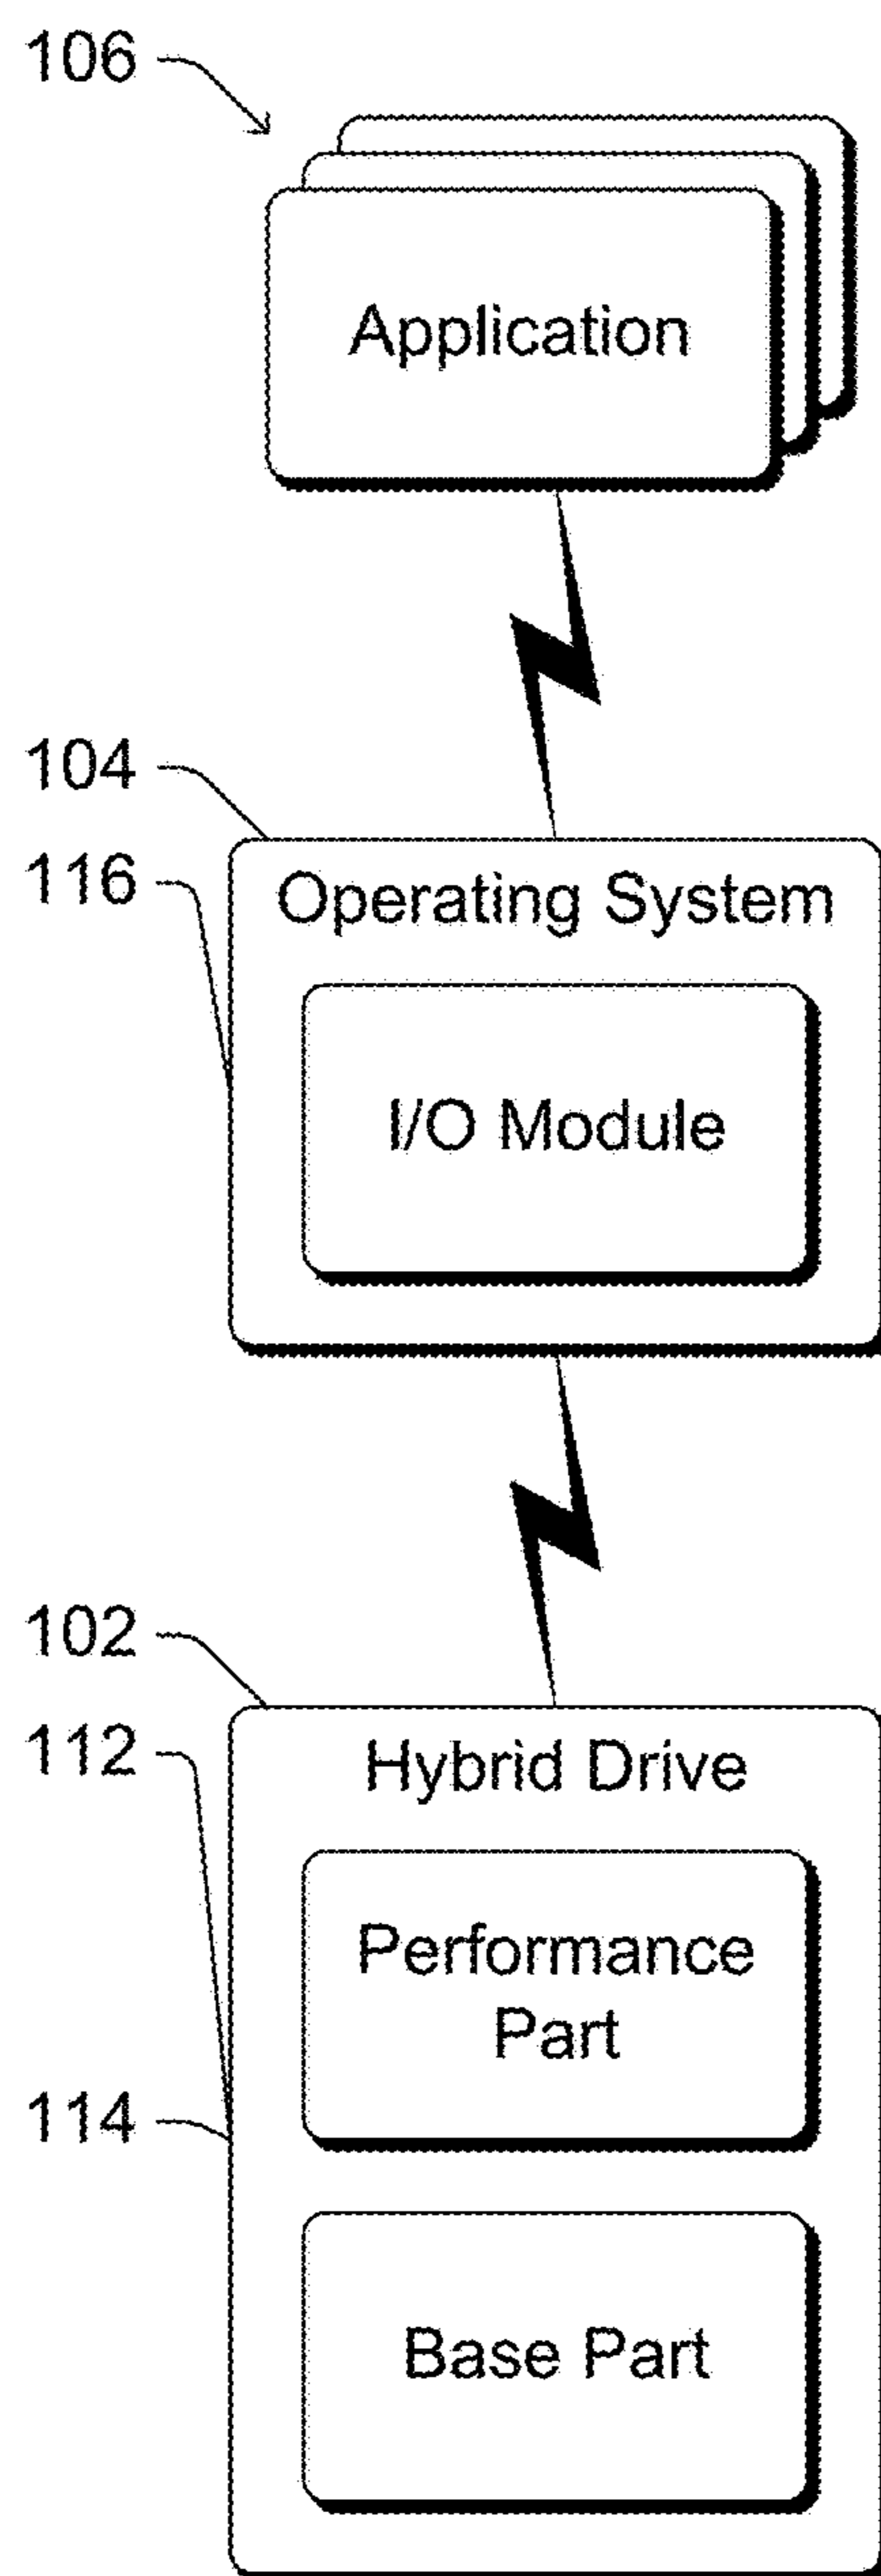 106
Application
104
116
Operating System
I/O Module
102
112
Hybrid Drive
Performance
Part
114
Base Part